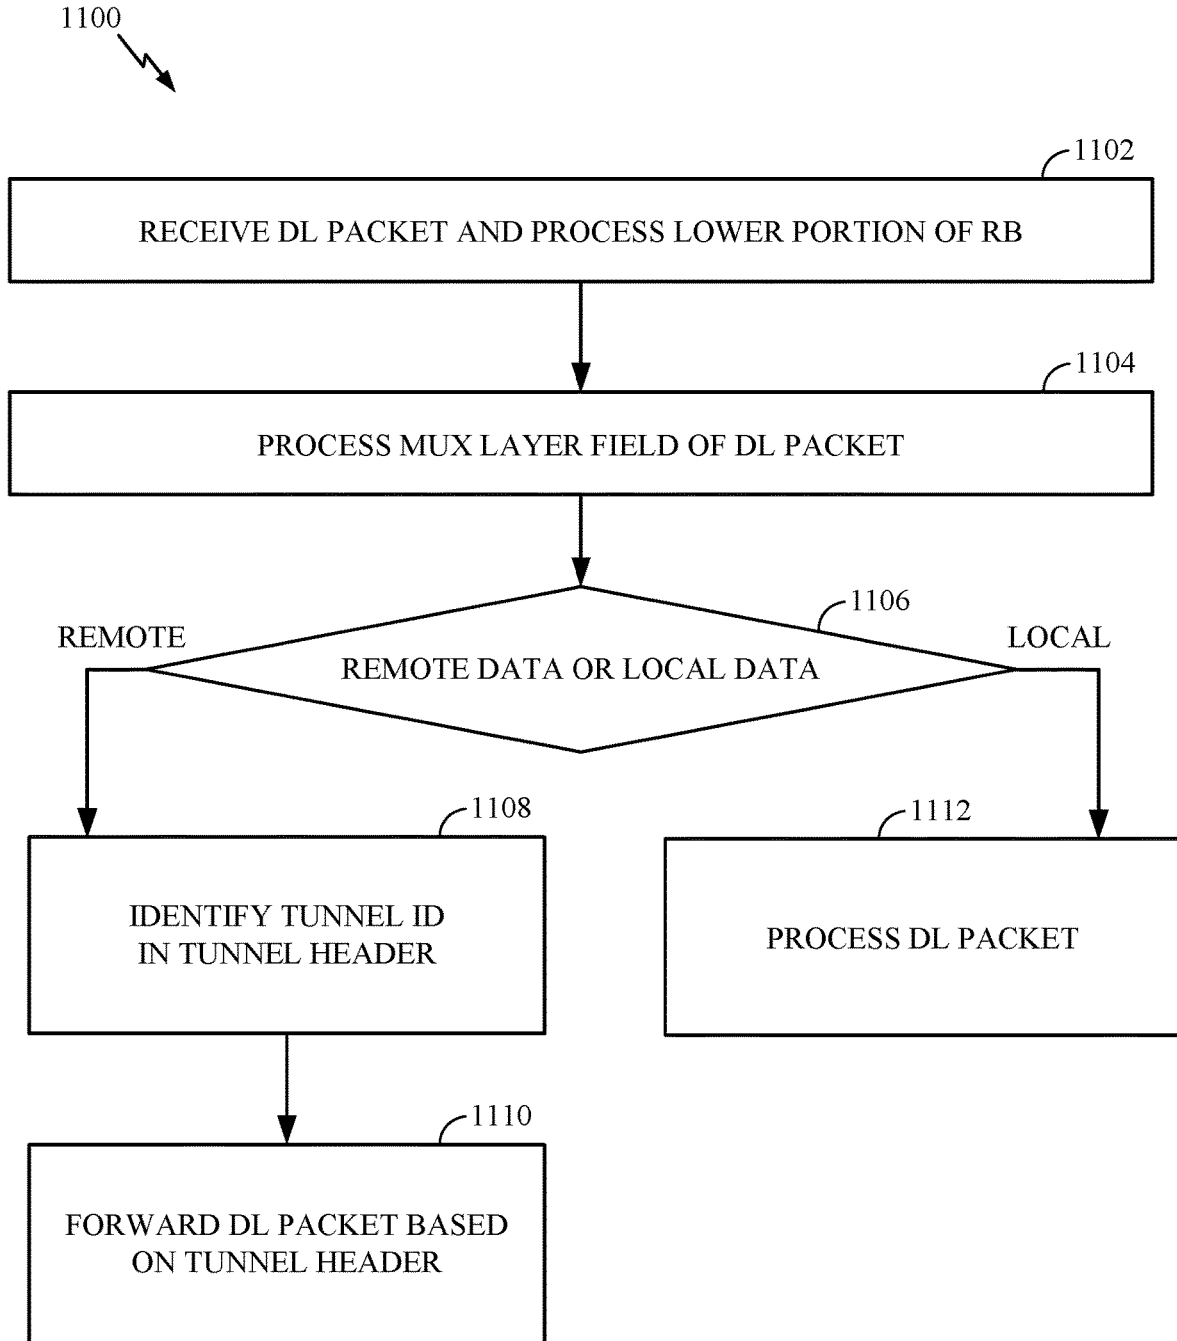 1100
1102
RECEIVE DL PACKET AND PROCESS LOWER PORTION OF RB
1104
PROCESS MUX LAYER FIELD OF DL PACKET
1106
REMOTE
LOCAL
REMOTE DATA OR LOCAL DATA
1108
1112
IDENTIFY TUNNEL ID
IN TUNNEL HEADER
PROCESS DL PACKET
1110
FORWARD DL PACKET BASED
ON TUNNEL HEADER